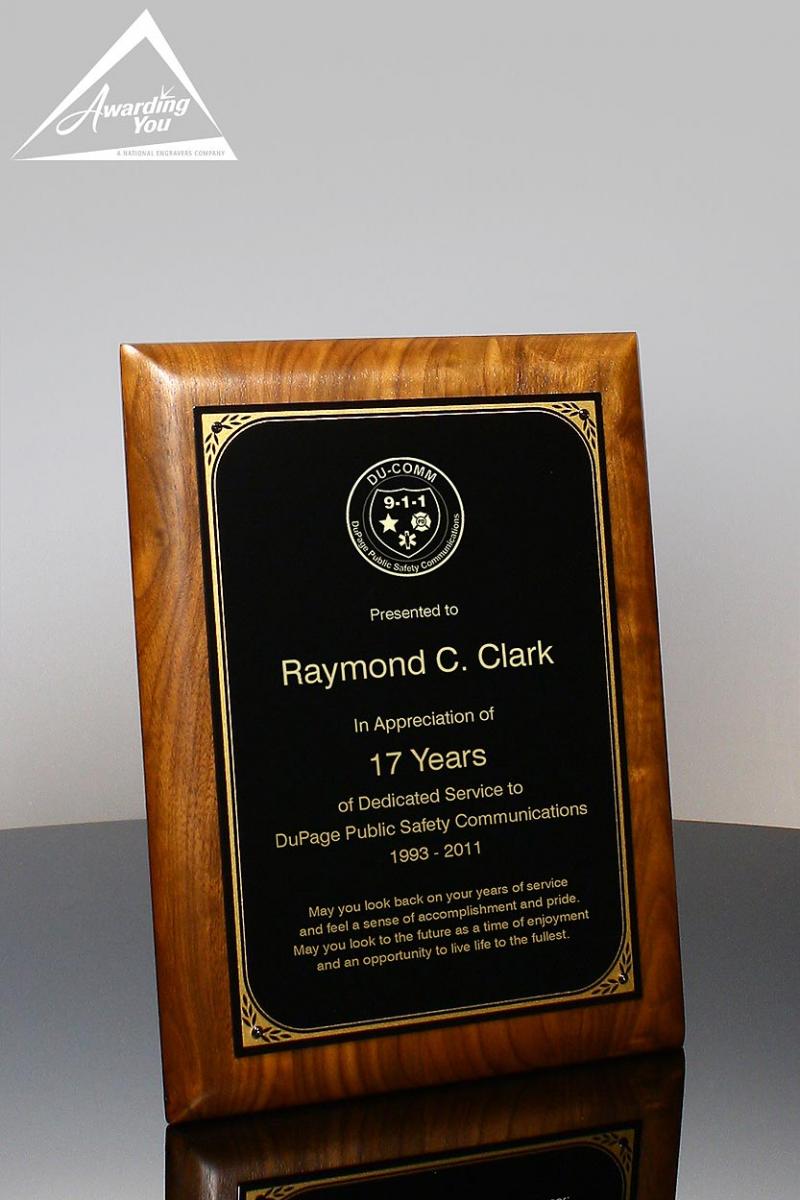 Awarding
You
A NATIONAL ENGRAVERS COMPANY
DU-COMM
9-1-1
DuPage Public Safety Communications
Presented to
Raymond C. Clark
In Appreciation of
17 Years
of Dedicated Service to
DuPage Public Safety Communications
1993 - 2011
May you look back on your years of service
and feel a sense of accomplishment and pride.
May you look to the future as a time of enjoyment
and an opportunity to live life to the fullest.